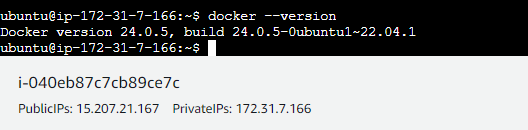 ubuntu@ip-172-31-7-166:~$ docker --version
Docker version 24.0.5, build 24.0.5-0ubuntu1~22.04.1
ubuntu@ip-172-31-7-166:~$
i-040eb87c7cb89ce7c
PublicIPs: 15.207.21.167 PrivateIPs: 172.31.7.166